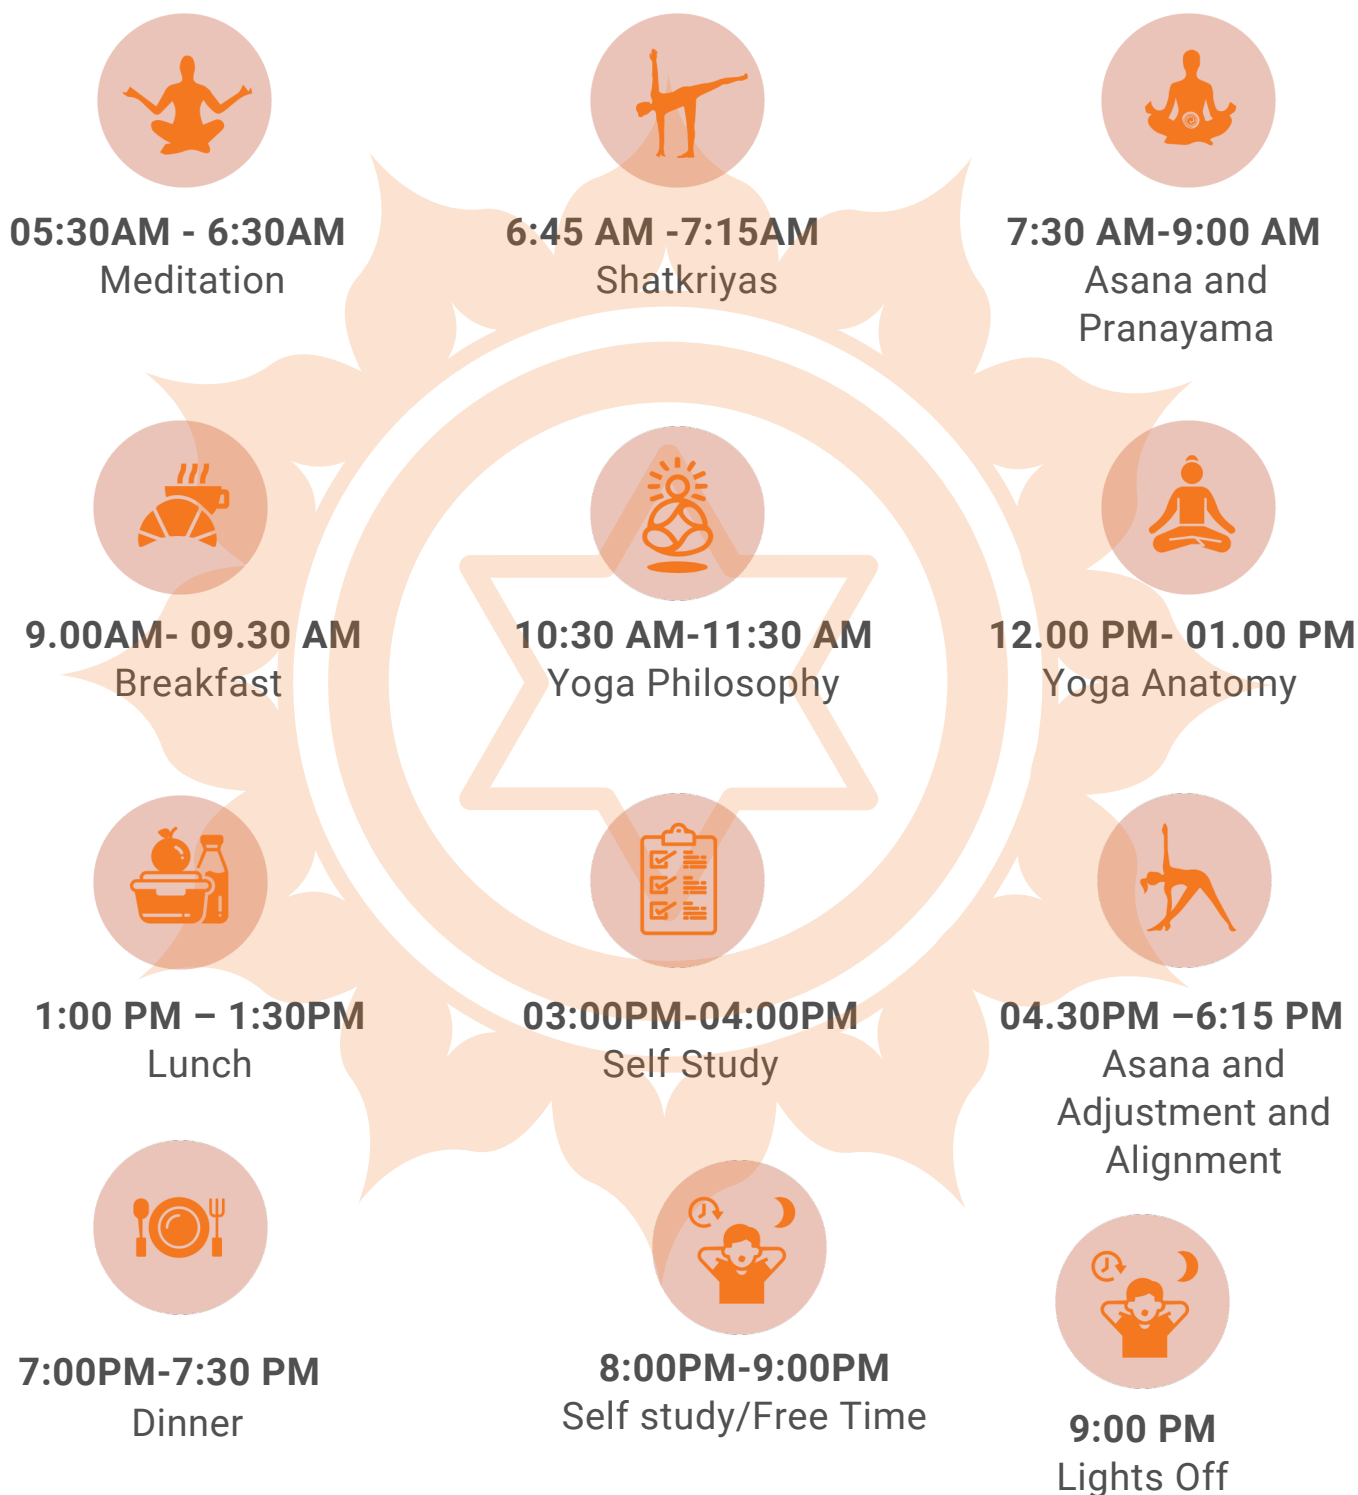 05:30AM - 6:30AM
Meditation
6:45 AM -7:15AM
Shatkriyas
7:30 AM-9:00 AM
Asana and
Pranayama
9.00AM- 09.30 AM
Breakfast
10:30 AM-11:30 AM
Yoga Philosophy
12.00 PM- 01.00 PM
Yoga Anatomy
1:00 PM – 1:30PM
Lunch
03:00PM-04:00PM
Self Study
04.30PM –6:15 PM
Asana and
Adjustment and
Alignment
7:00PM-7:30 PM
Dinner
8:00PM-9:00PM
Self study/Free Time
9:00 PM
Lights Off